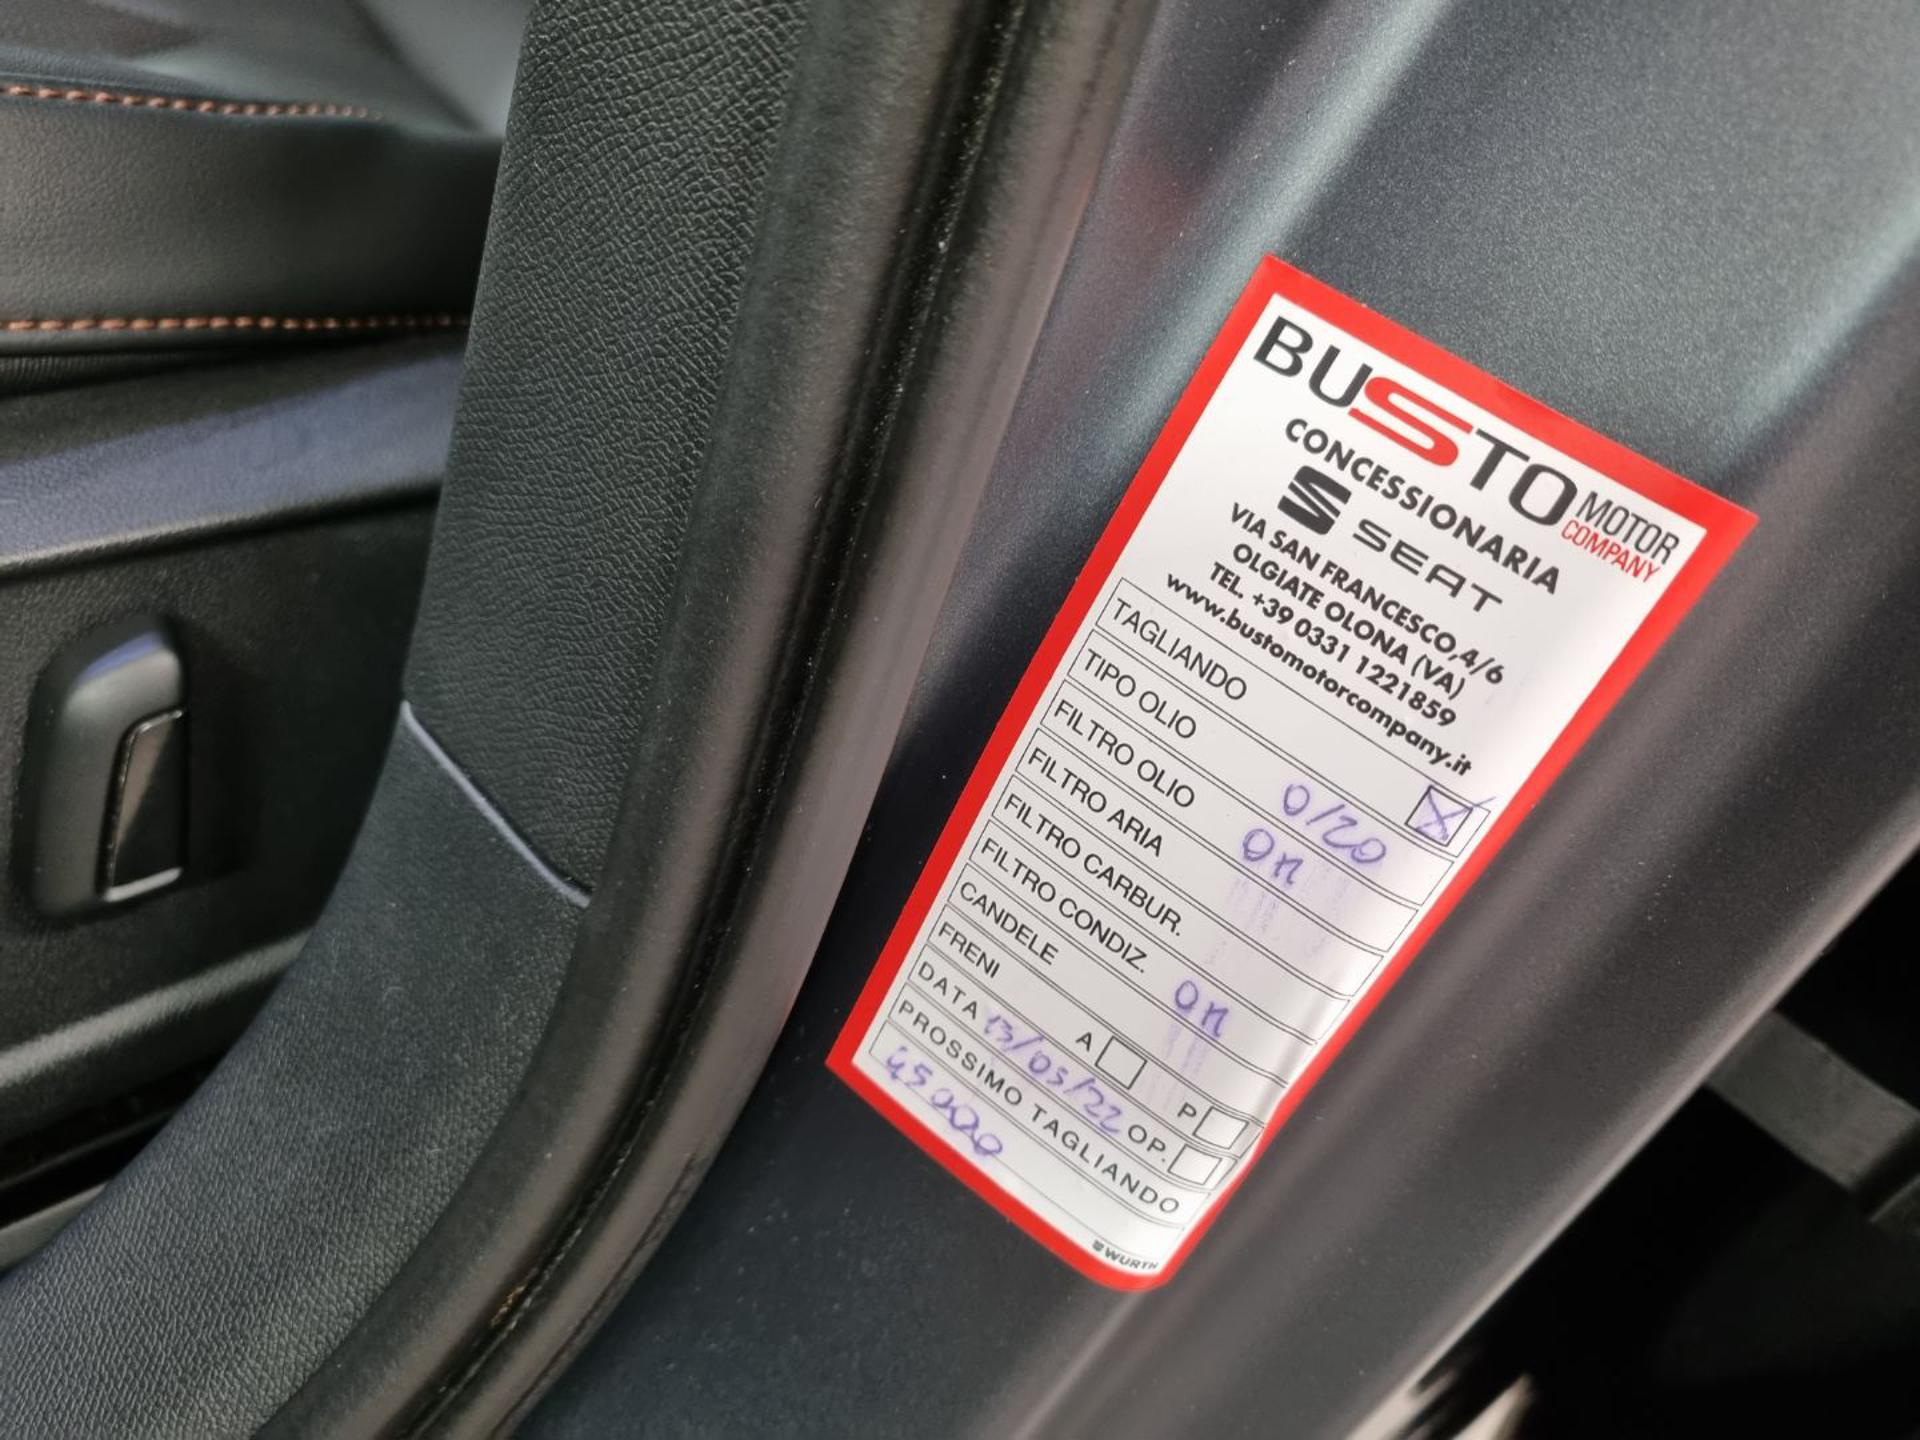 BUSTO MOTOR COMPANY
CONCESSIONARIA
SEAT
VIA SAN FRANCESCO,4/6
OLGIATE OLONA (VA)
TEL. +39 0331 1221859
www.bustomotorcompany.it
TAGLIANDO X
TIPO OLIO 0/20
FILTRO OLIO OK
FILTRO ARIA
FILTRO CARBUR.
FILTRO CONDIZ. OK
CANDELE
FRENI A P
DATA 13/05/22 OP.
PROSSIMO TAGLIANDO
45000
WÜRTH